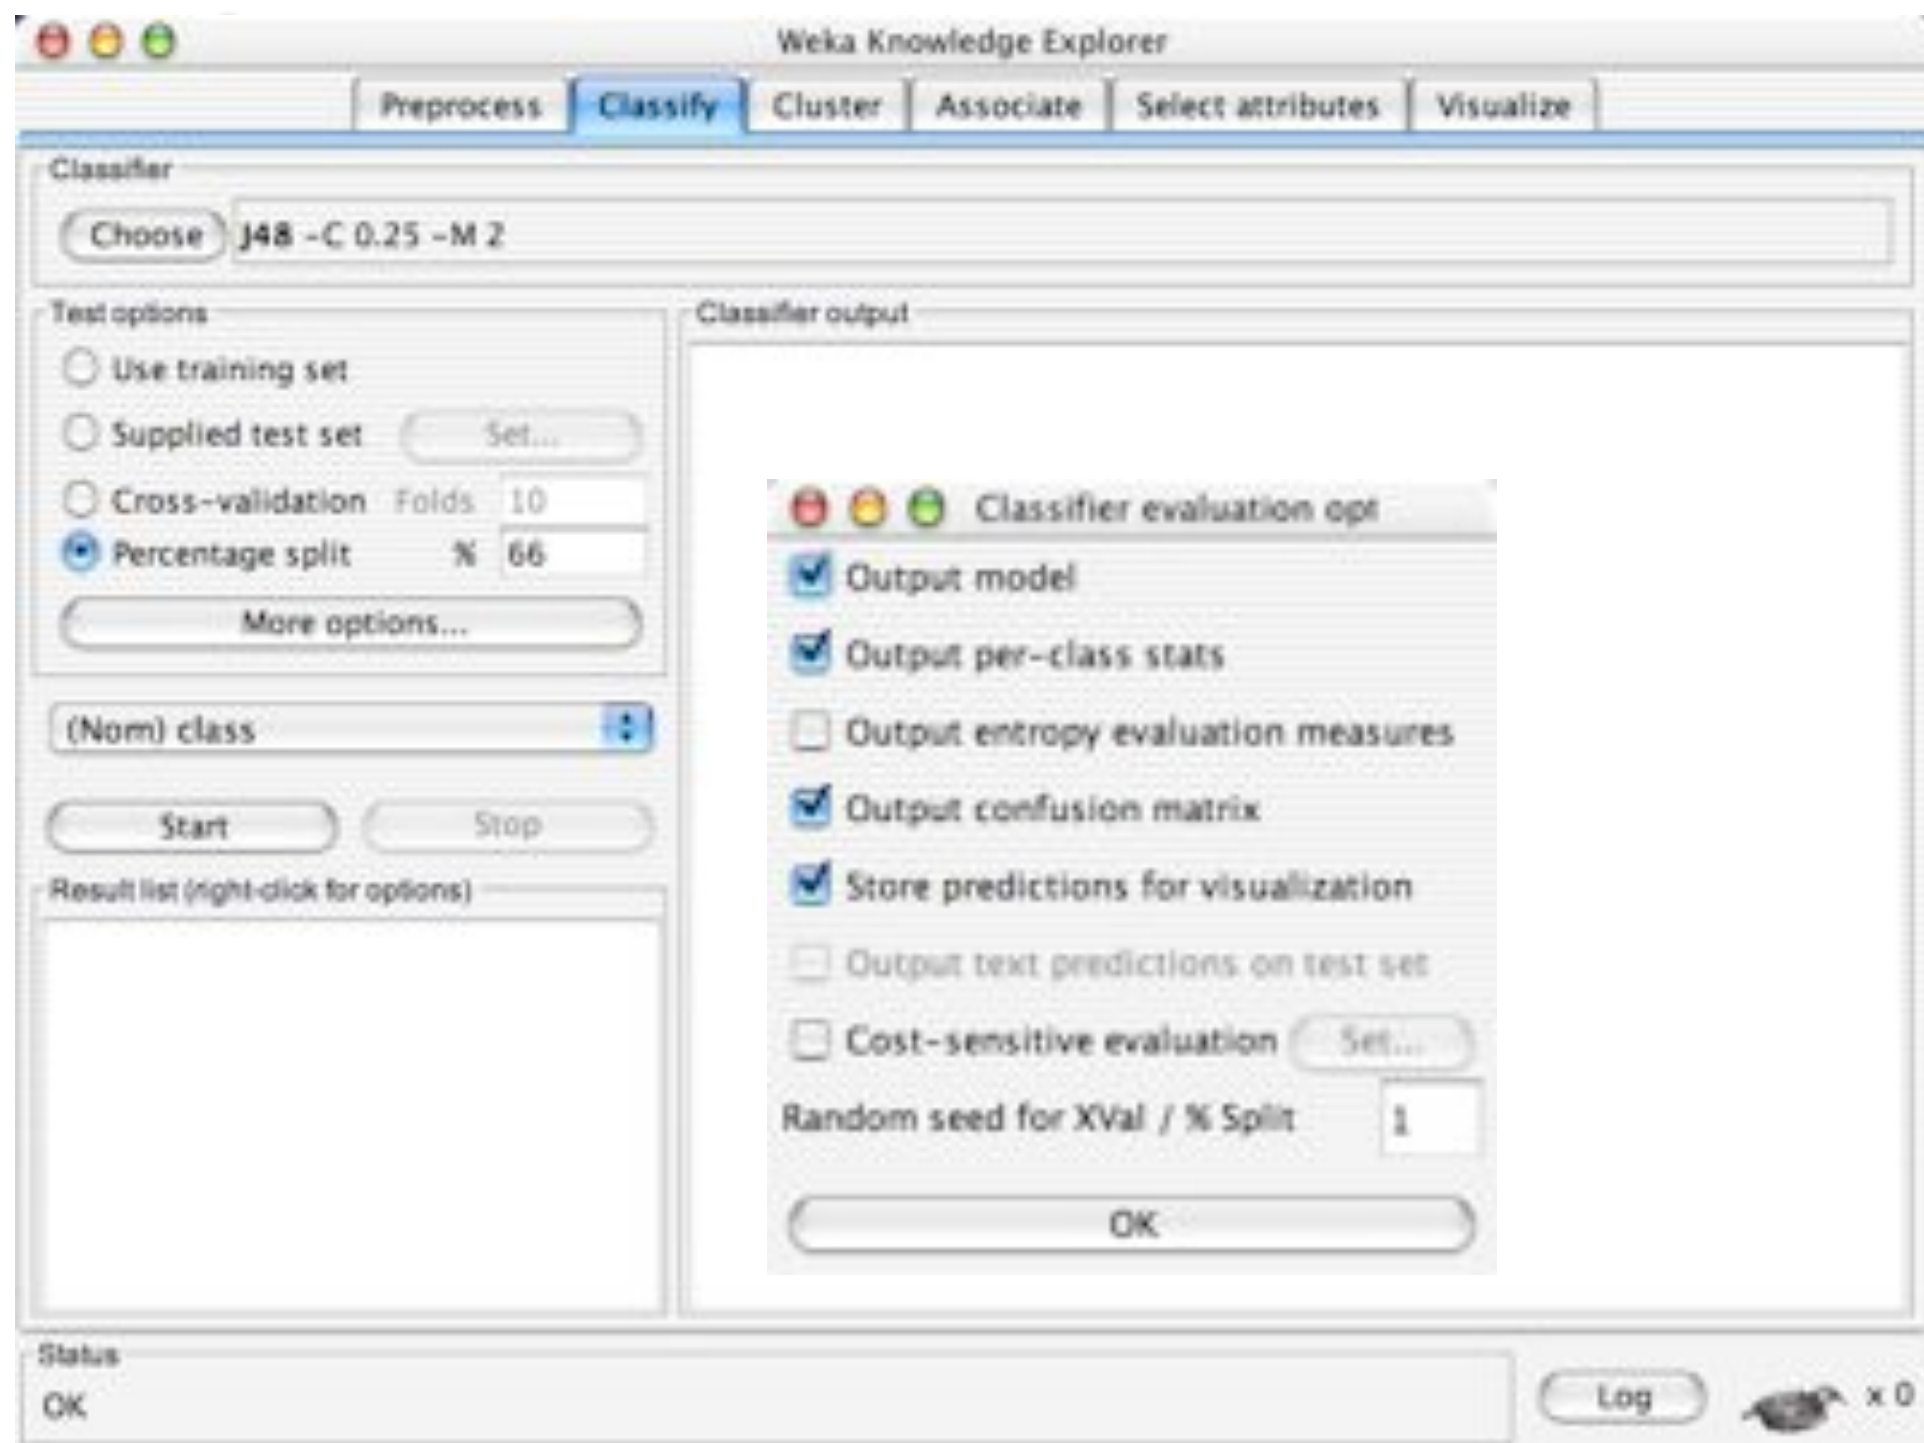 Weka Knowledge Explorer
Preprocess Classify Cluster Associate Select attributes Visualize
Classifier
Choose J48 -C 0.25 -M 2
Test options
Use training set
Supplied test set Set...
Cross-validation Folds 10
Percentage split % 66
More options...
(Nom) class
Start Stop
Result list (right-click for options)
Classifier output
Classifier evaluation opt
Output model
Output per-class stats
Output entropy evaluation measures
Output confusion matrix
Store predictions for visualization
Output text predictions on test set
Cost-sensitive evaluation Set...
Random seed for XVal / % Split 1
OK
Status
OK
Log x 0